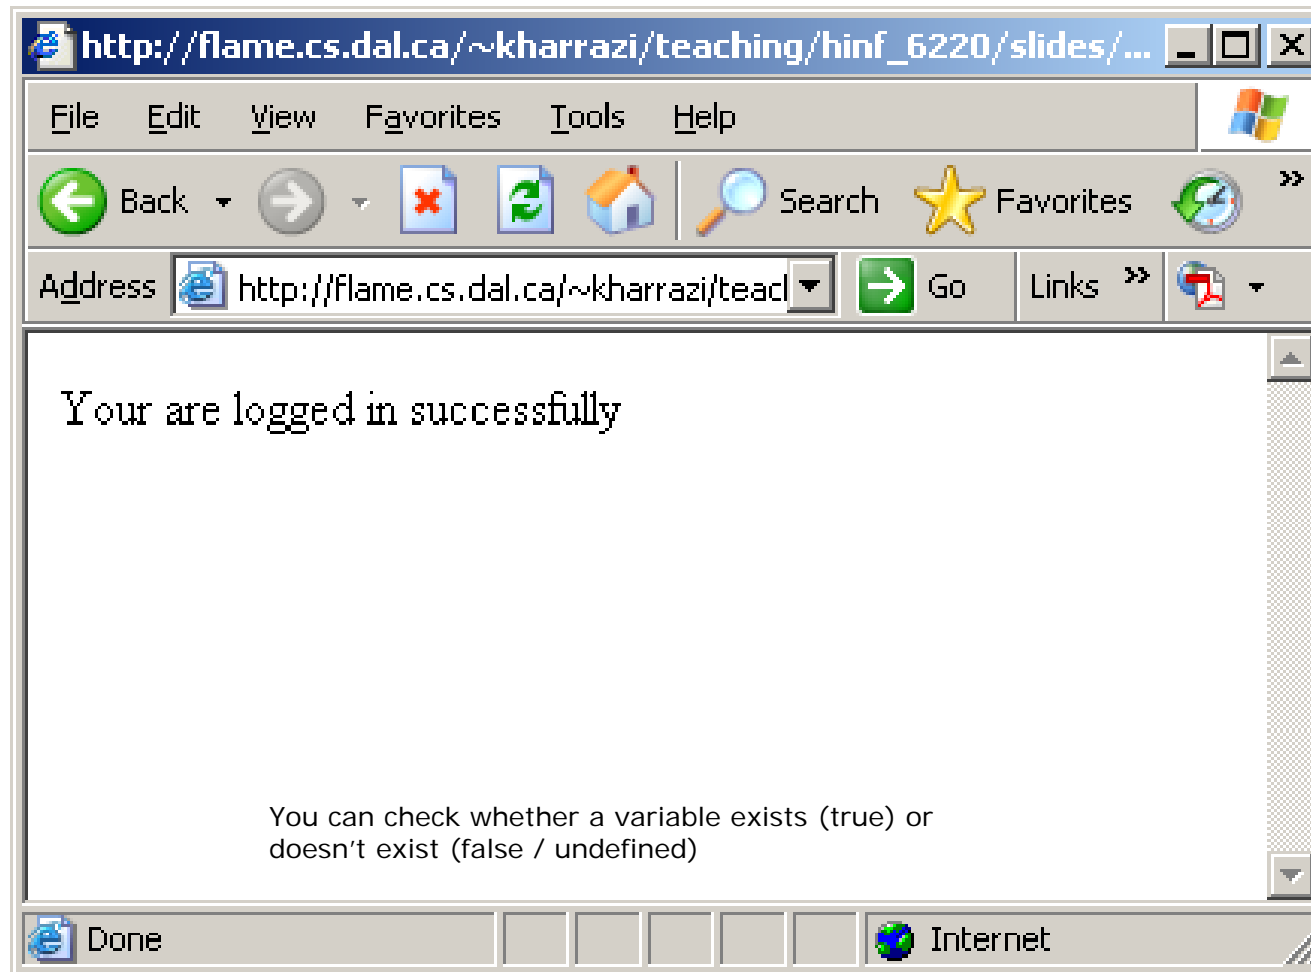 http://flame.cs.dal.ca/~kharrazi/teaching/hinf_6220/slides/...
File Edit View Favorites Tools Help
Back Search Favorites »
Address http://flame.cs.dal.ca/~kharrazi/teacl Go Links »
Your are logged in successfully
You can check whether a variable exists (true) or
doesn't exist (false / undefined)
Done Internet